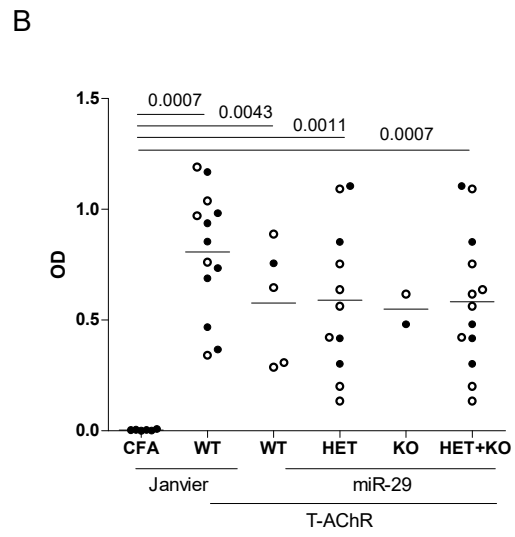 B
1.5
0.0007
0.0043
0.0011
0.0007
1.0
OD
0.5
0.0
CFA WT WT HET KO HET+KO
Janvier miR-29
T-AChR